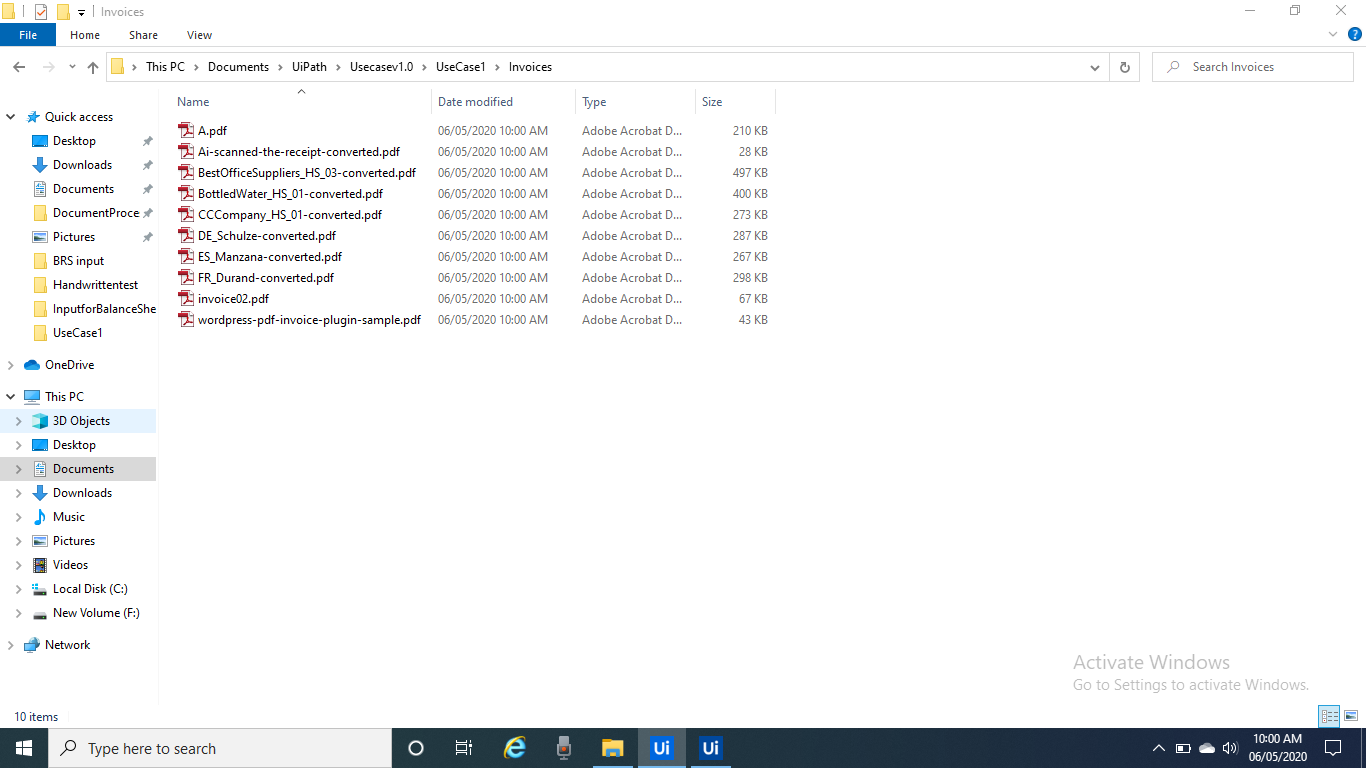 Invoices
File Home Share View
This PC Documents UiPath Usecasev1.0 UseCase1 Invoices
Search Invoices
Name Date modified Type Size
A.pdf 06/05/2020 10:00 AM Adobe Acrobat D... 210 KB
Ai-scanned-the-receipt-converted.pdf 06/05/2020 10:00 AM Adobe Acrobat D... 28 KB
BestOfficeSuppliers_HS_03-converted.pdf 06/05/2020 10:00 AM Adobe Acrobat D... 497 KB
BottledWater_HS_01-converted.pdf 06/05/2020 10:00 AM Adobe Acrobat D... 400 KB
CCCompany_HS_01-converted.pdf 06/05/2020 10:00 AM Adobe Acrobat D... 273 KB
DE_Schulze-converted.pdf 06/05/2020 10:00 AM Adobe Acrobat D... 287 KB
ES_Manzana-converted.pdf 06/05/2020 10:00 AM Adobe Acrobat D... 267 KB
FR_Durand-converted.pdf 06/05/2020 10:00 AM Adobe Acrobat D... 298 KB
invoice02.pdf 06/05/2020 10:00 AM Adobe Acrobat D... 67 KB
wordpress-pdf-invoice-plugin-sample.pdf 06/05/2020 10:00 AM Adobe Acrobat D... 43 KB
Quick access
Desktop
Downloads
Documents
DocumentProce
Pictures
BRS input
Handwrittentest
InputforBalanceShe
UseCase1
OneDrive
This PC
3D Objects
Desktop
Documents
Downloads
Music
Pictures
Videos
Local Disk (C:)
New Volume (F:)
Network
Activate Windows
Go to Settings to activate Windows.
10 items
Type here to search
Ui
Ui
10:00 AM
06/05/2020